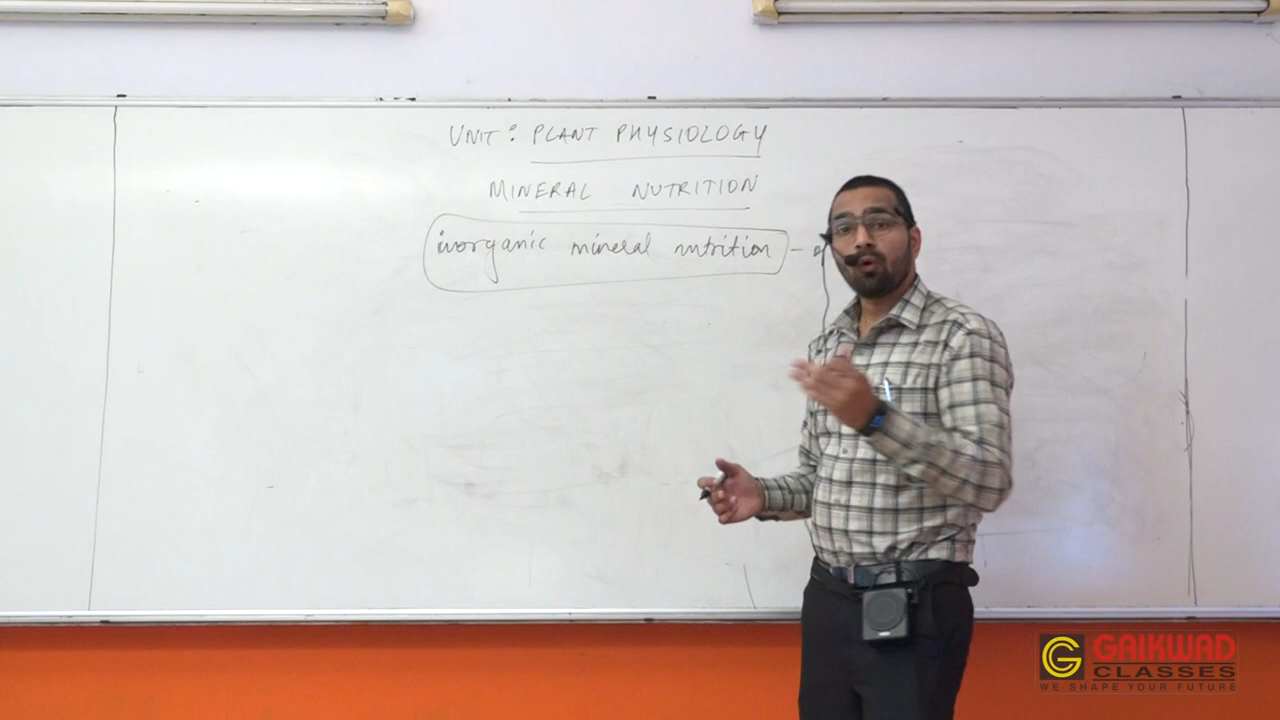 UNIT: PLANT PHYSIOLOGY
MINERAL NUTRITION
inorganic mineral nutrition -
GAIKWAD
CLASSES
WE SHAPE YOUR FUTURE